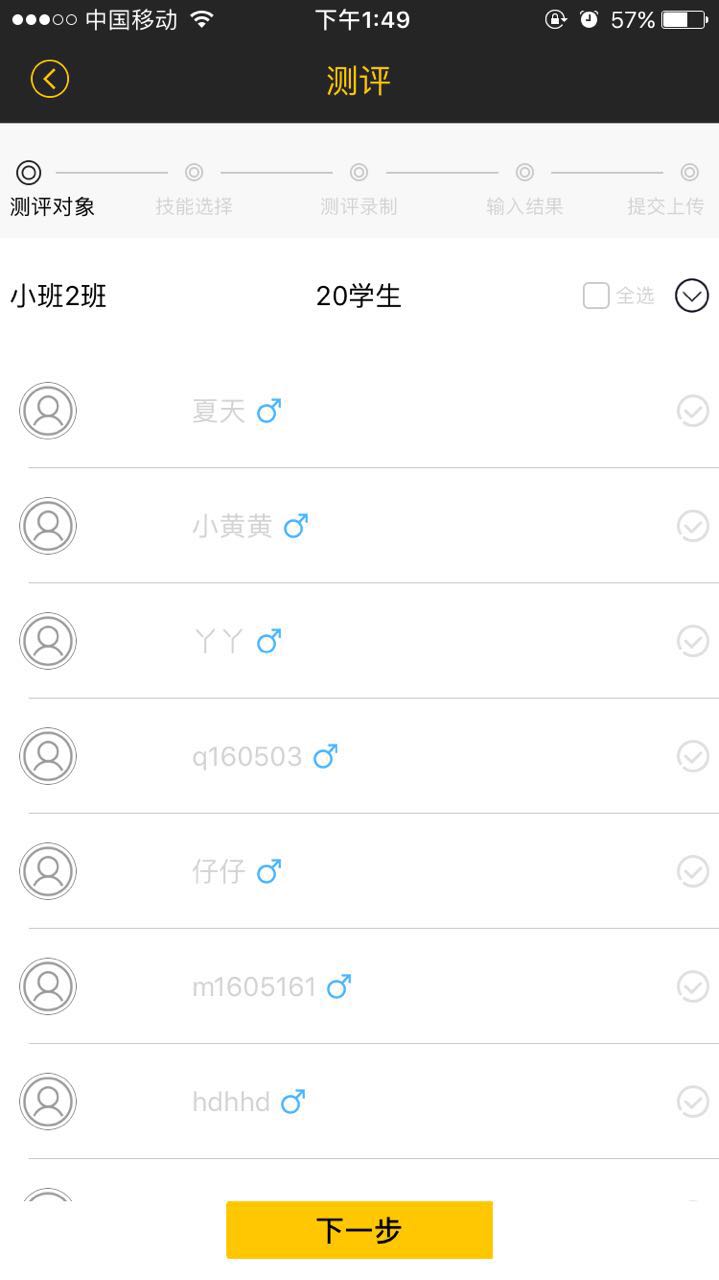 中国移动 下午1:49 57%
测评
测评对象 技能选择 测评录制 输入结果 提交上传
小班2班 20学生 全选
夏天
小黄黄
丫丫
q160503
仔仔
m1605161
hdhhd
下一步